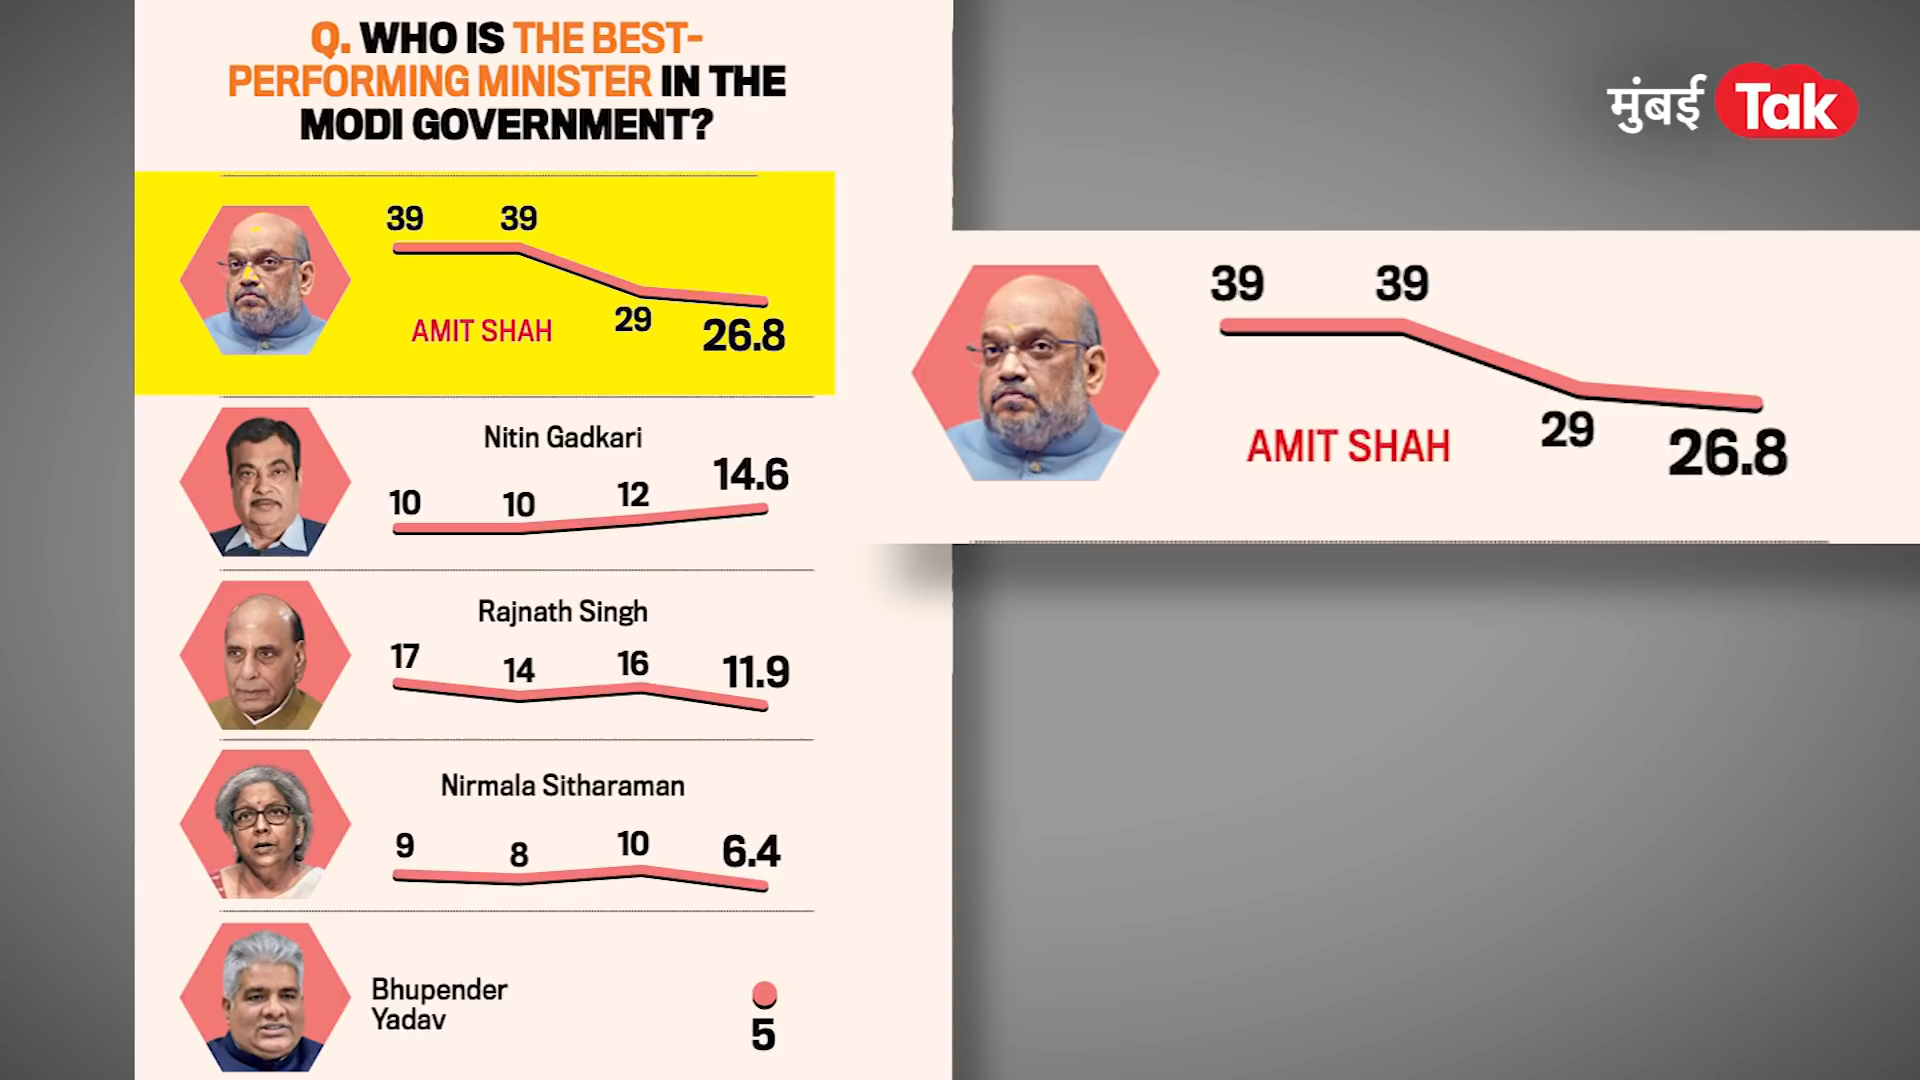 Q. WHO IS THE BEST-
PERFORMING MINISTER IN THE
MODI GOVERNMENT?
मुंबई Tak
39 39
29
26.8
AMIT SHAH
39 39
29
26.8
AMIT SHAH
Nitin Gadkari
10 10 12 14.6
Rajnath Singh
17 14 16 11.9
Nirmala Sitharaman
9 8 10 6.4
Bhupender
Yadav
5